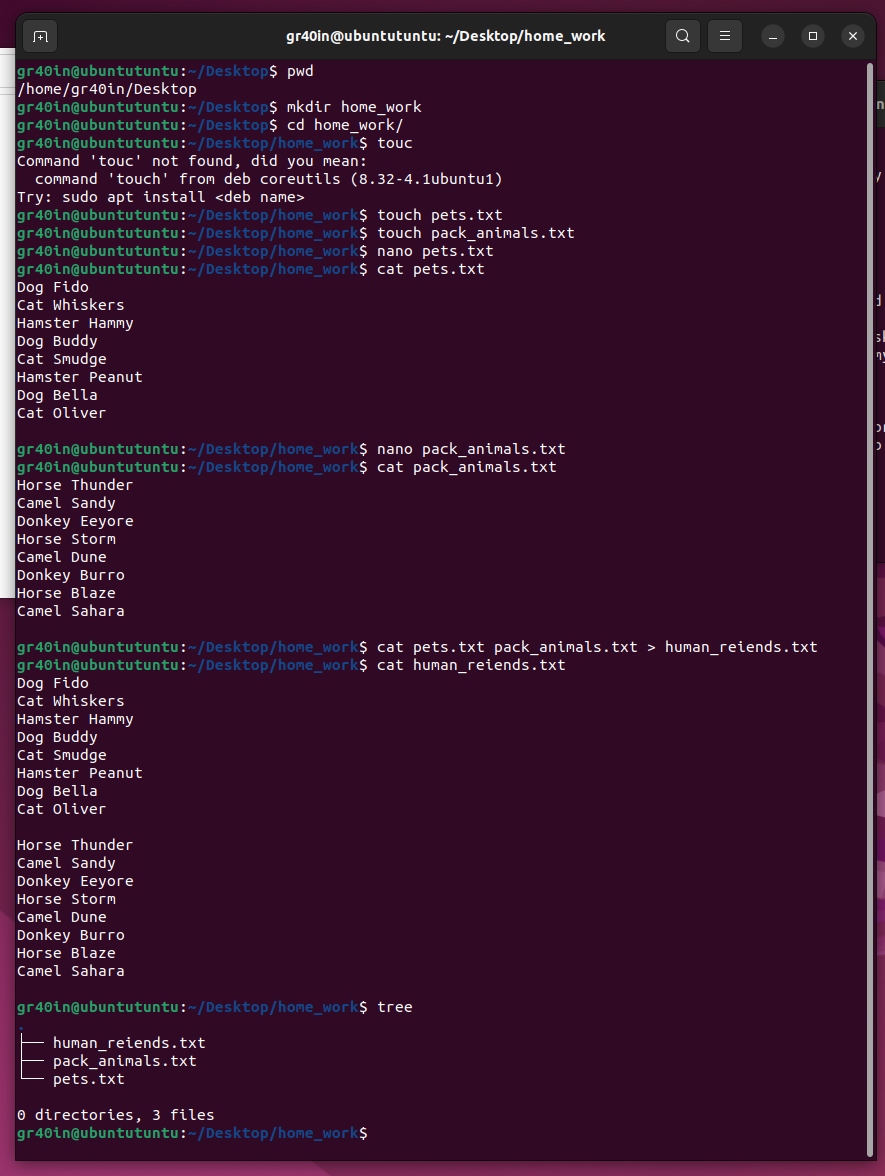 gr40in@ubuntutuntu: ~/Desktop/home_work
gr40in@ubuntutuntu:~/Desktop$ pwd
/home/gr40in/Desktop
gr40in@ubuntutuntu:~/Desktop$ mkdir home_work
gr40in@ubuntutuntu:~/Desktop$ cd home_work/
gr40in@ubuntutuntu:~/Desktop/home_work$ touc
Command 'touc' not found, did you mean:
  command 'touch' from deb coreutils (8.32-4.1ubuntu1)
Try: sudo apt install <deb name>
gr40in@ubuntutuntu:~/Desktop/home_work$ touch pets.txt
gr40in@ubuntutuntu:~/Desktop/home_work$ touch pack_animals.txt
gr40in@ubuntutuntu:~/Desktop/home_work$ nano pets.txt
gr40in@ubuntutuntu:~/Desktop/home_work$ cat pets.txt
Dog Fido
Cat Whiskers
Hamster Hammy
Dog Buddy
Cat Smudge
Hamster Peanut
Dog Bella
Cat Oliver
gr40in@ubuntutuntu:~/Desktop/home_work$ nano pack_animals.txt
gr40in@ubuntutuntu:~/Desktop/home_work$ cat pack_animals.txt
Horse Thunder
Camel Sandy
Donkey Eeyore
Horse Storm
Camel Dune
Donkey Burro
Horse Blaze
Camel Sahara
gr40in@ubuntutuntu:~/Desktop/home_work$ cat pets.txt pack_animals.txt > human_reiends.txt
gr40in@ubuntutuntu:~/Desktop/home_work$ cat human_reiends.txt
Dog Fido
Cat Whiskers
Hamster Hammy
Dog Buddy
Cat Smudge
Hamster Peanut
Dog Bella
Cat Oliver
Horse Thunder
Camel Sandy
Donkey Eeyore
Horse Storm
Camel Dune
Donkey Burro
Horse Blaze
Camel Sahara
gr40in@ubuntutuntu:~/Desktop/home_work$ tree
.
├── human_reiends.txt
├── pack_animals.txt
└── pets.txt
0 directories, 3 files
gr40in@ubuntutuntu:~/Desktop/home_work$